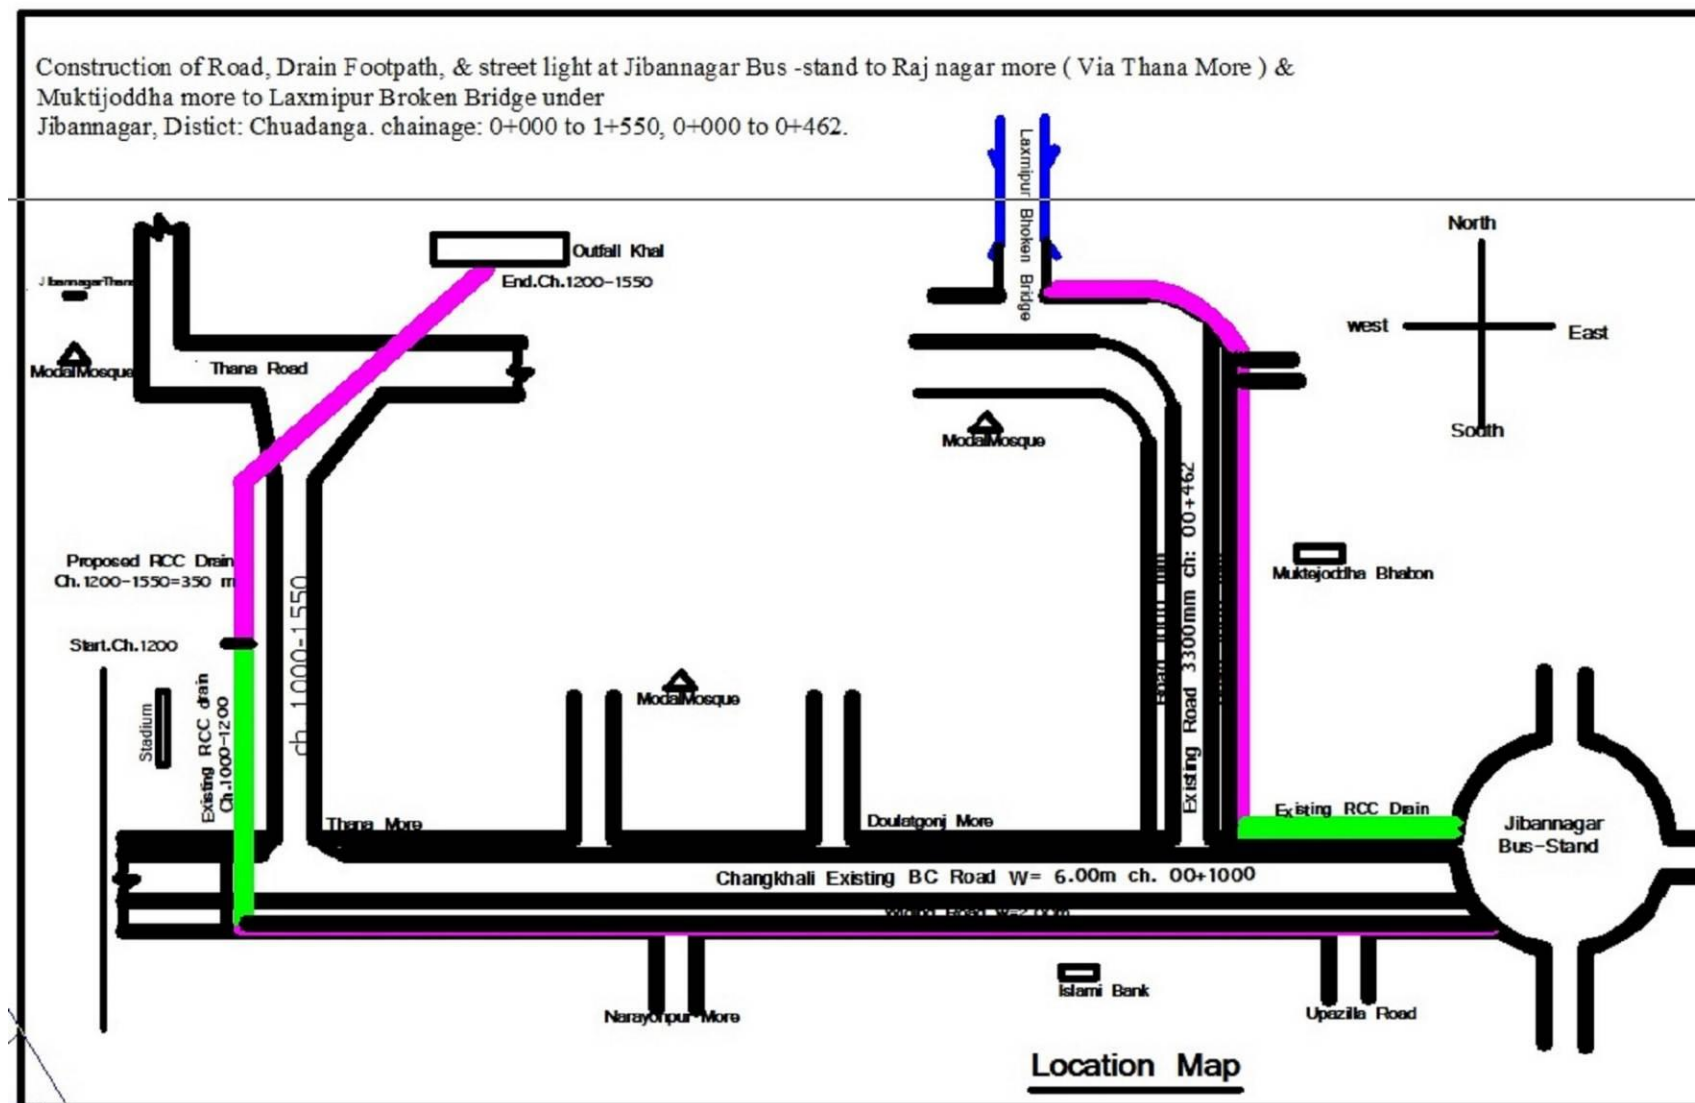 Construction of Road, Drain Footpath, & street light at Jibannagar Bus -stand to Raj nagar more ( Via Thana More ) &
Muktijoddha more to Laxmipur Broken Bridge under
Jibannagar, Distict: Chuadanga. chainage: 0+000 to 1+550, 0+000 to 0+462.
Laxmipur Bhoken Bridge
North
west
East
South
Outfall Khal
End.Ch.1200-1550
JibannagarThana
ModalMosque
Thana Road
ModalMosque
Proposed RCC Drain
Ch.1200-1550=350 m
Start.Ch.1200
Stadium
Existing RCC drain
Ch.1000-1200
ch. 1000-1550
ModalMosque
Existing Road 3300mm ch: 00+462
Muktejoddha Bhabon
Thana More
Doulatgonj More
Existing RCC Drain
Jibannagar
Bus-Stand
Changkhali Existing BC Road W= 6.00m ch. 00+1000
Narayonpur More
Islami Bank
Upazilla Road
Location Map